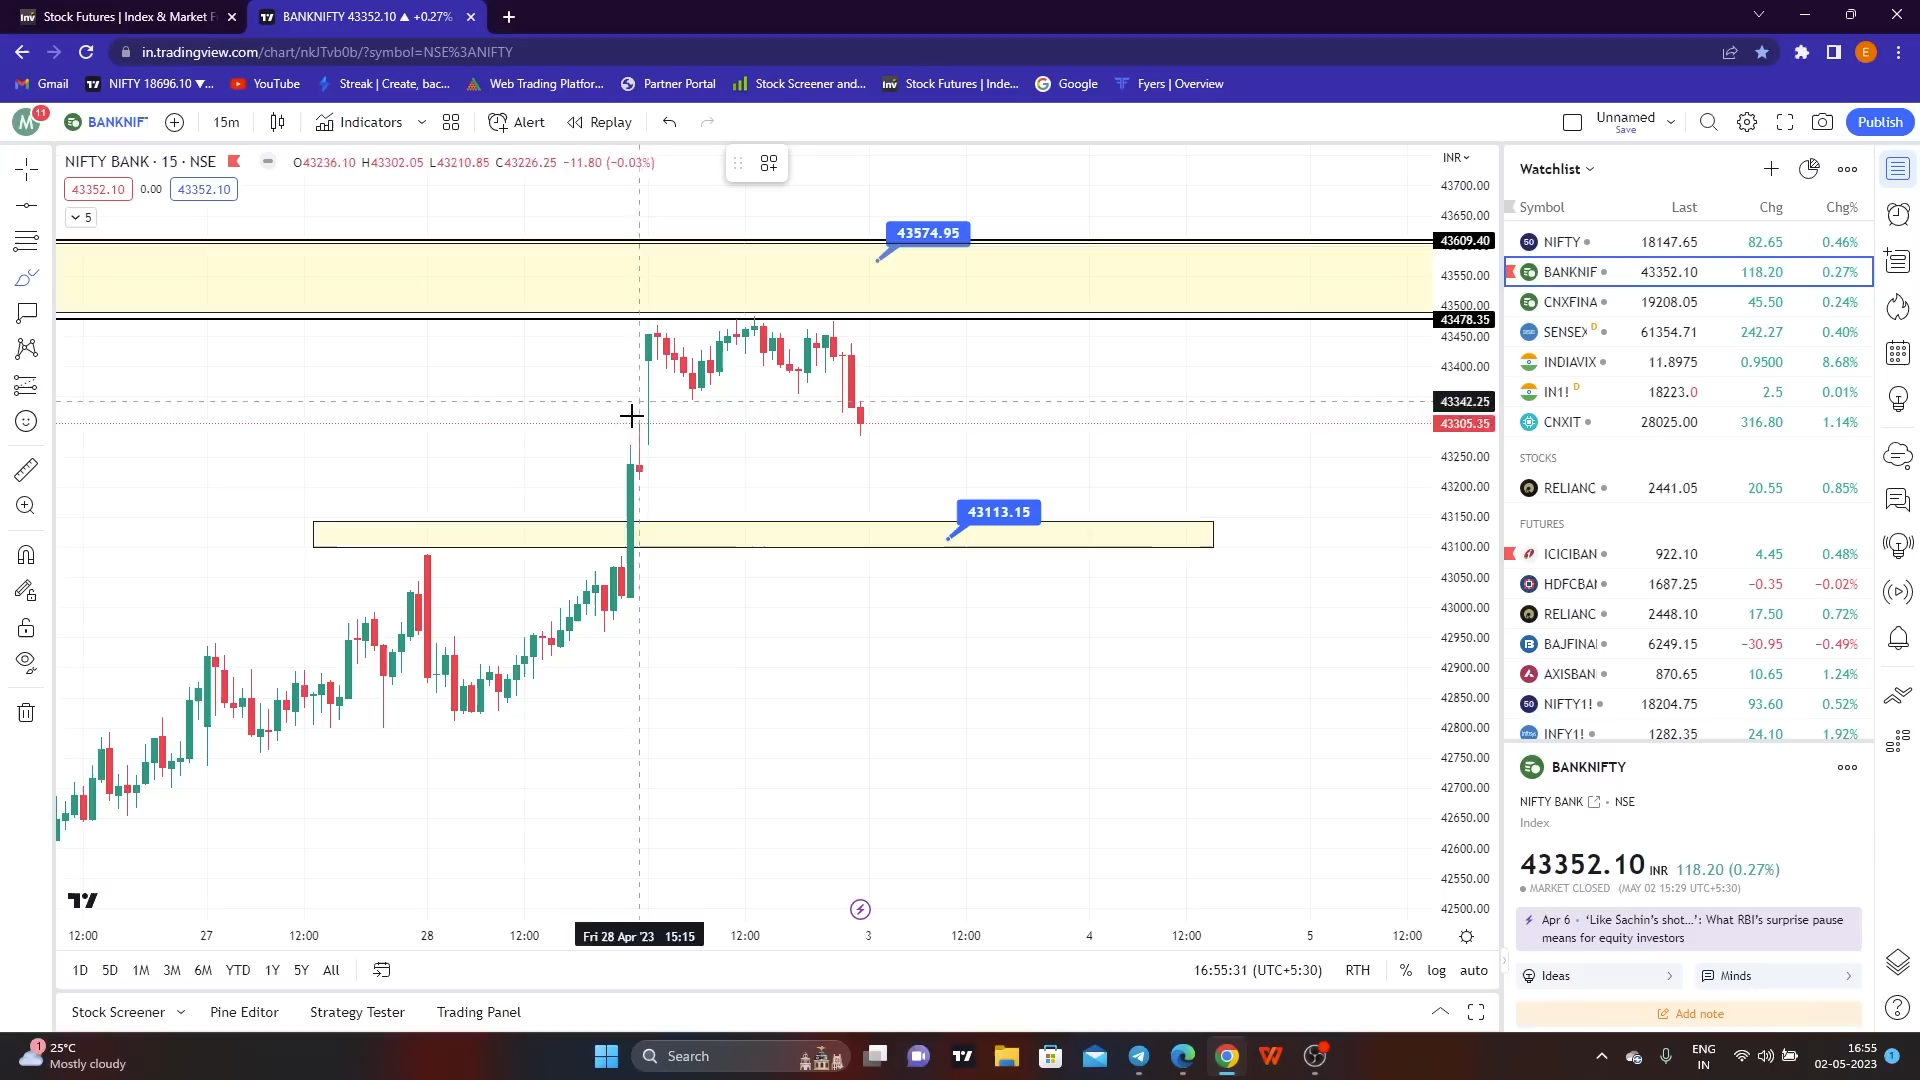 Stock Futures | Index & Market F
BANKNIFTY 43352.10 ▲ +0.27%
in.tradingview.com/chart/nkJTvb0b/?symbol=NSE%3ANIFTY
E
Gmail
NIFTY 18696.10 ▼...
YouTube
Streak | Create, bac...
Web Trading Platfor...
Partner Portal
Stock Screener and...
Inv
Stock Futures | Inde...
Google
Fyers | Overview
M
11
BANKNIF
15m
Indicators
Alert
Replay
Unnamed
Save
Publish
NIFTY BANK · 15 · NSE
O43236.10 H43302.05 L43210.85 C43226.25 −11.80 (−0.03%)
43352.10 0.00 43352.10
5
INR
43700.00
43650.00
43609.40
43550.00
43500.00
43478.35
43450.00
43400.00
43342.25
43305.35
43250.00
43200.00
43150.00
43100.00
43050.00
43000.00
42950.00
42900.00
42850.00
42800.00
42750.00
42700.00
42650.00
42600.00
42550.00
42500.00
43574.95
43113.15
12:00 27 12:00 28 12:00 Fri 28 Apr '23 15:15 12:00 3 12:00 4 12:00 5 12:00
1D 5D 1M 3M 6M YTD 1Y 5Y All
16:55:31 (UTC+5:30) RTH % log auto
Stock Screener Pine Editor Strategy Tester Trading Panel
Watchlist
Symbol Last Chg Chg%
NIFTY 18147.65 82.65 0.46%
BANKNIF 43352.10 118.20 0.27%
CNXFINA 19208.05 45.50 0.24%
SENSEX D 61354.71 242.27 0.40%
INDIAVIX 11.8975 0.9500 8.68%
IN1! D 18223.0 2.5 0.01%
CNXIT 28025.00 316.80 1.14%
STOCKS
RELIANC 2441.05 20.55 0.85%
FUTURES
ICICIBAN 922.10 4.45 0.48%
HDFCBAI 1687.25 −0.35 −0.02%
RELIANC 2448.10 17.50 0.72%
BAJFINAI 6249.15 −30.95 −0.49%
AXISBAN 870.65 10.65 1.24%
NIFTY1! 18204.75 93.60 0.52%
INFY1! 1282.35 24.10 1.92%
BANKNIFTY
NIFTY BANK • NSE
Index
43352.10 INR 118.20 (0.27%)
MARKET CLOSED (MAY 02 15:29 UTC+5:30)
Apr 6 · ‘Like Sachin's shot...’: What RBI's surprise pause
means for equity investors
Ideas
Minds
Add note
1
25°C
Mostly cloudy
Search
ENG
IN
16:55
02-05-2023
1